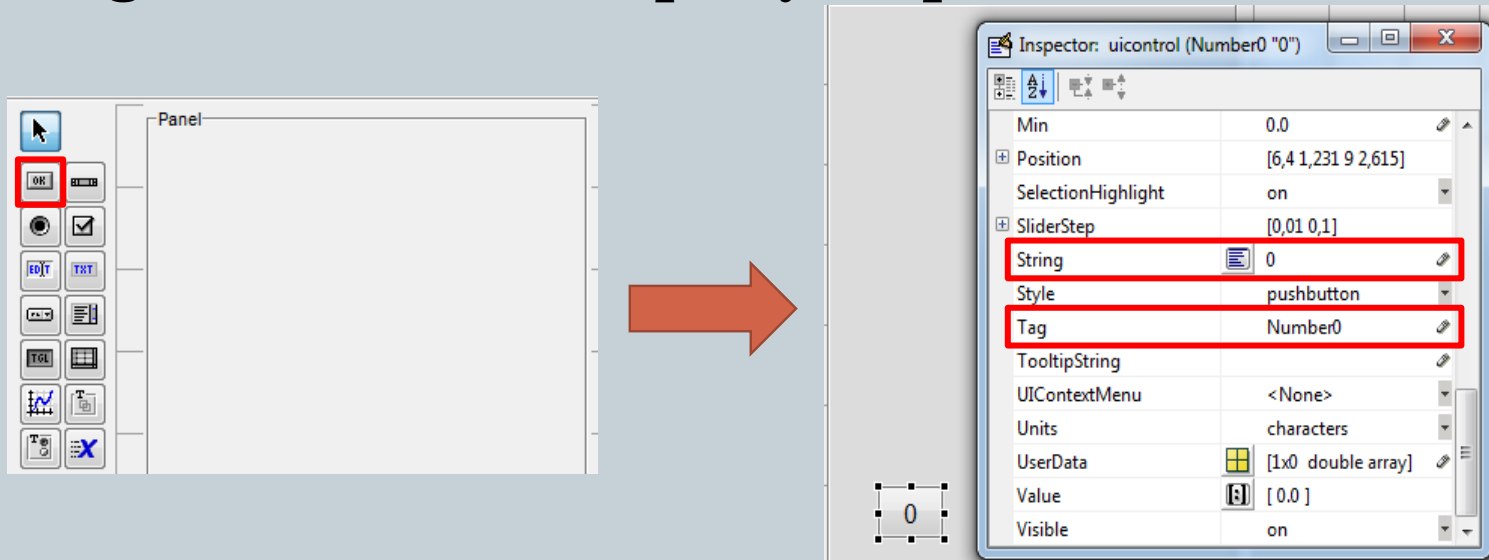 Panel
OK
EDIT TXT
TGL
T
T
X
Inspector: uicontrol (Number0 "0")
A
Z
Min 0.0
Position [6,4 1,231 9 2,615]
SelectionHighlight on
SliderStep [0,01 0,1]
String 0
Style pushbutton
Tag Number0
TooltipString
UIContextMenu <None>
Units characters
UserData [1x0 double array]
Value [ 0.0 ]
Visible on
0